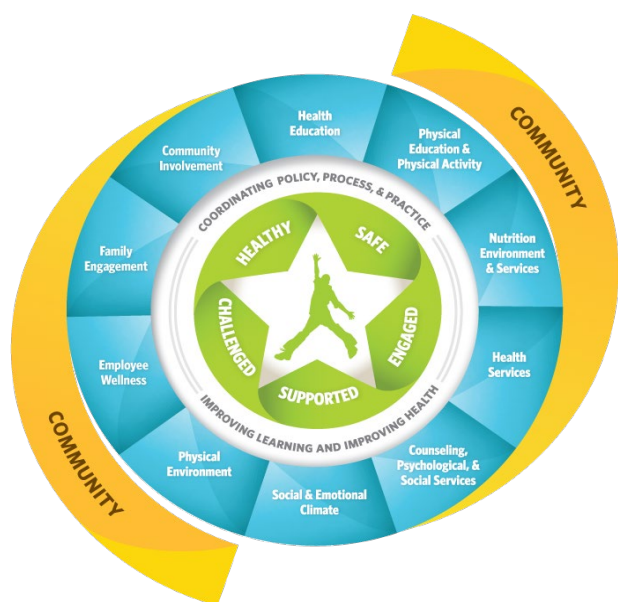 COMMUNITY
Health
Education
Physical
Education &
Physical Activity
Nutrition
Environment
& Services
Health
Services
Counseling,
Psychological, &
Social Services
Social & Emotional
Climate
Physical
Environment
Employee
Wellness
Family
Engagement
Community
Involvement
COORDINATING POLICY, PROCESS, & PRACTICE
IMPROVING LEARNING AND IMPROVING HEALTH
HEALTHY
SAFE
ENGAGED
SUPPORTED
CHALLENGED
COMMUNITY